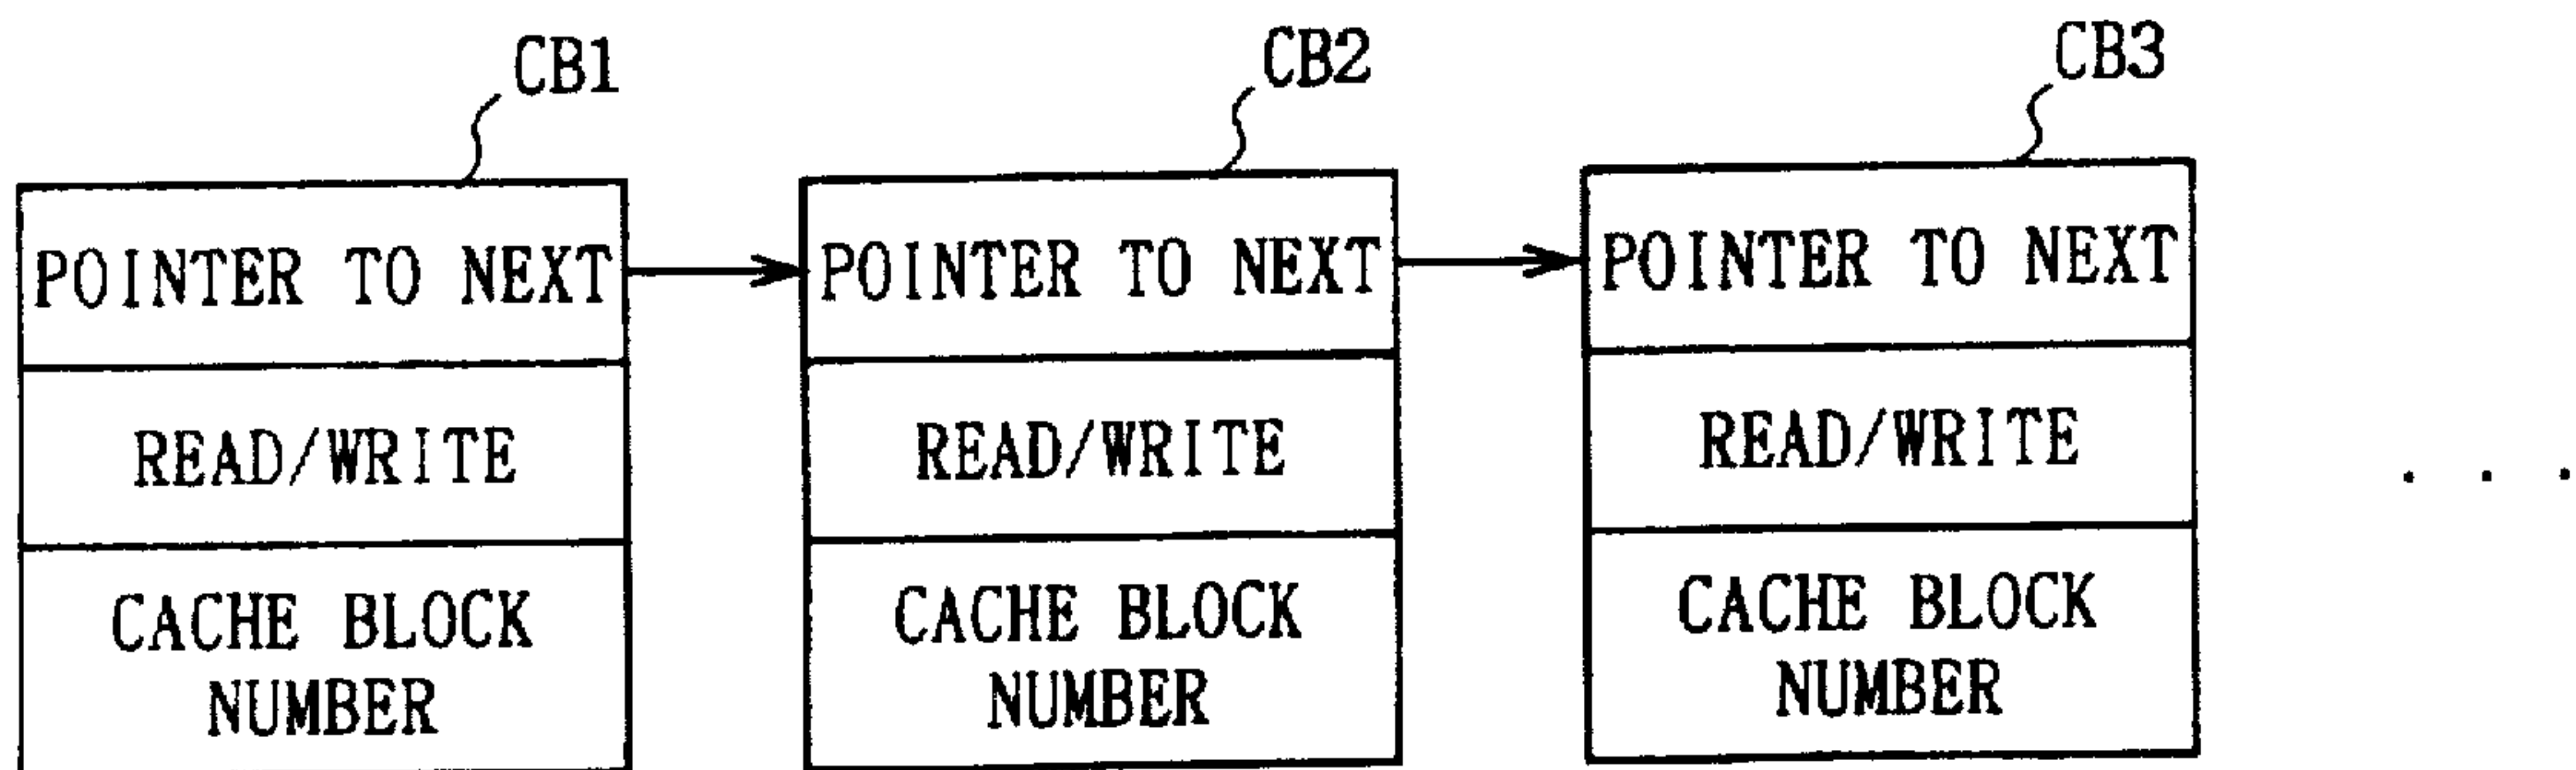 CB1
CB2
CB3
POINTER TO NEXT
POINTER TO NEXT
POINTER TO NEXT
READ/WRITE
READ/WRITE
READ/WRITE
. . .
CACHE BLOCK
NUMBER
CACHE BLOCK
NUMBER
CACHE BLOCK
NUMBER